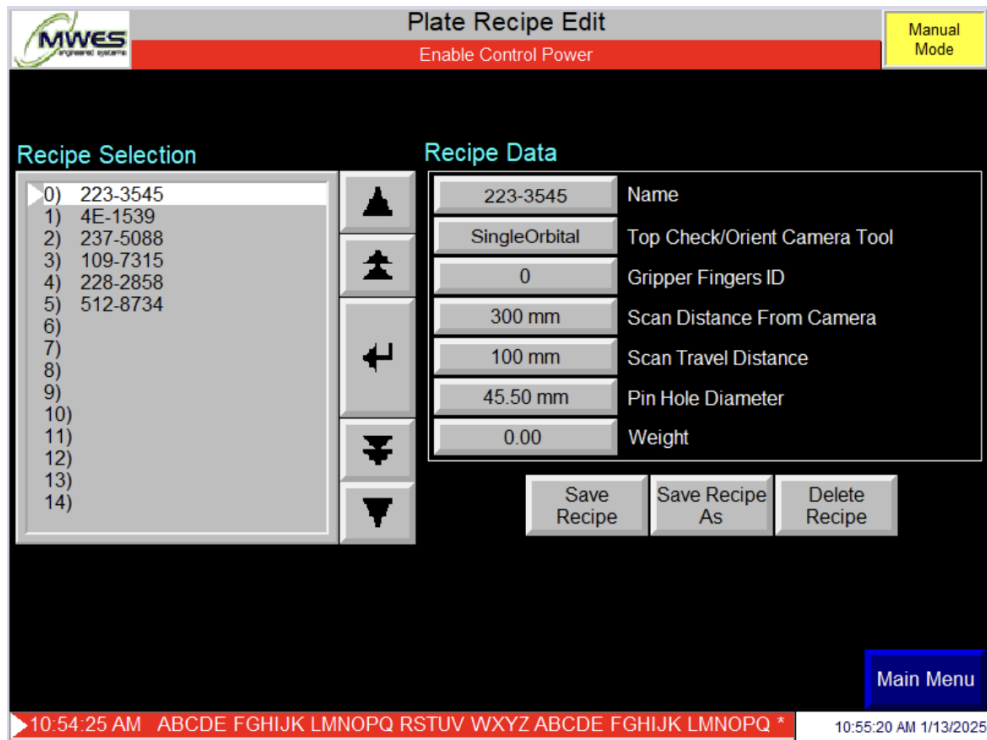 MWES
engineered systems
Plate Recipe Edit
Enable Control Power
Manual
Mode
Recipe Selection
0) 223-3545
1) 4E-1539
2) 237-5088
3) 109-7315
4) 228-2858
5) 512-8734
6)
7)
8)
9)
10)
11)
12)
13)
14)
Recipe Data
223-3545 Name
SingleOrbital Top Check/Orient Camera Tool
0 Gripper Fingers ID
300 mm Scan Distance From Camera
100 mm Scan Travel Distance
45.50 mm Pin Hole Diameter
0.00 Weight
Save
Recipe
Save Recipe
As
Delete
Recipe
Main Menu
10:54:25 AM ABCDE FGHIJK LMNOPQ RSTUV WXYZ ABCDE FGHIJK LMNOPQ *
10:55:20 AM 1/13/2025